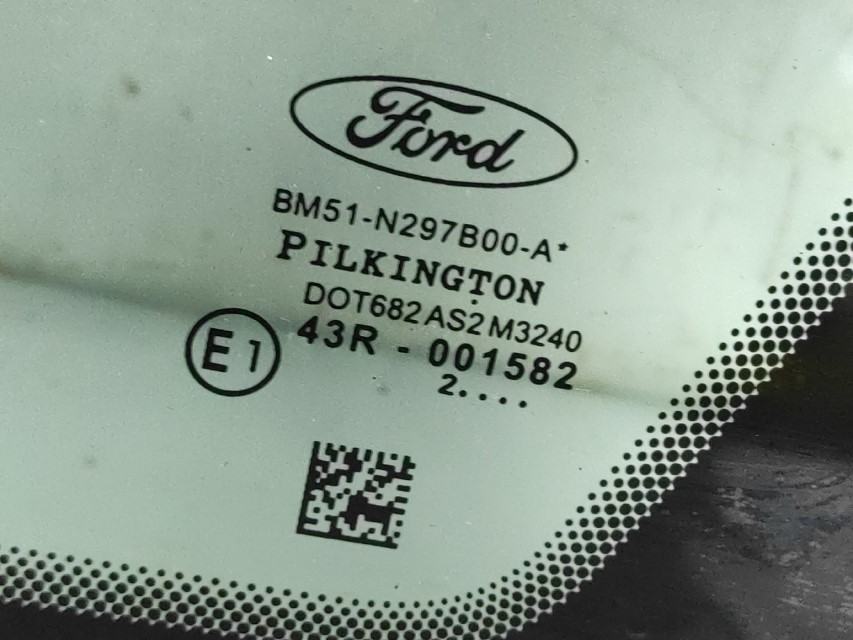 Ford
BM51-N297B00-A*
PILKINGTON
DOT682 AS2 M3240
E1
43R - 001582
2....